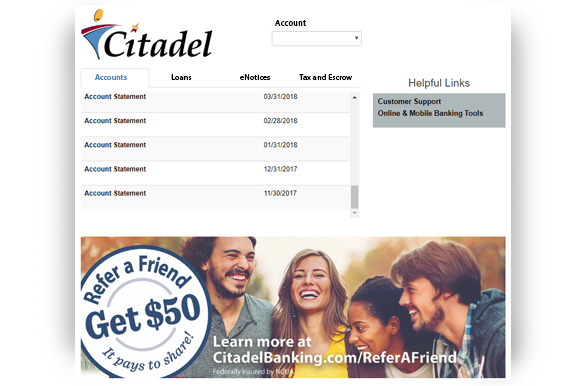 Citadel
Account
Accounts Loans eNotices Tax and Escrow
Account Statement 03/31/2018
Account Statement 02/28/2018
Account Statement 01/31/2018
Account Statement 12/31/2017
Account Statement 11/30/2017
Helpful Links
Customer Support
Online & Mobile Banking Tools
Refer a Friend
Get $50
It pays to share!
Learn more at
CitadelBanking.com/ReferAFriend
Federally insured by NCUA